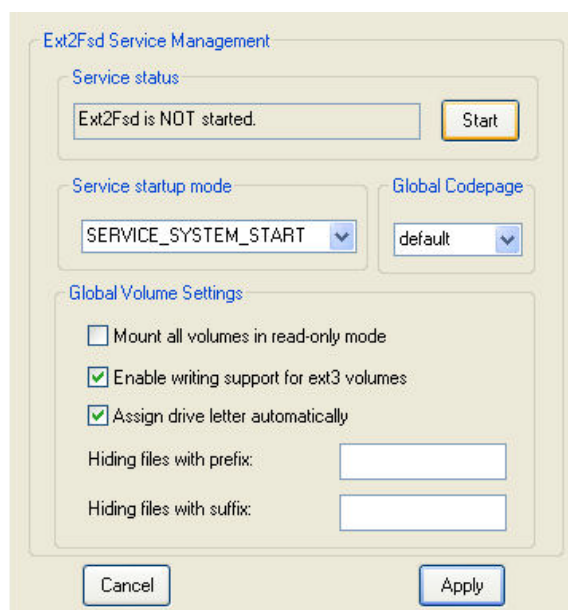 Ext2Fsd Service Management
Service status
Ext2Fsd is NOT started.
Start
Service startup mode
Global Codepage
SERVICE_SYSTEM_START
default
Global Volume Settings
Mount all volumes in read-only mode
Enable writing support for ext3 volumes
Assign drive letter automatically
Hiding files with prefix:
Hiding files with suffix:
Cancel
Apply